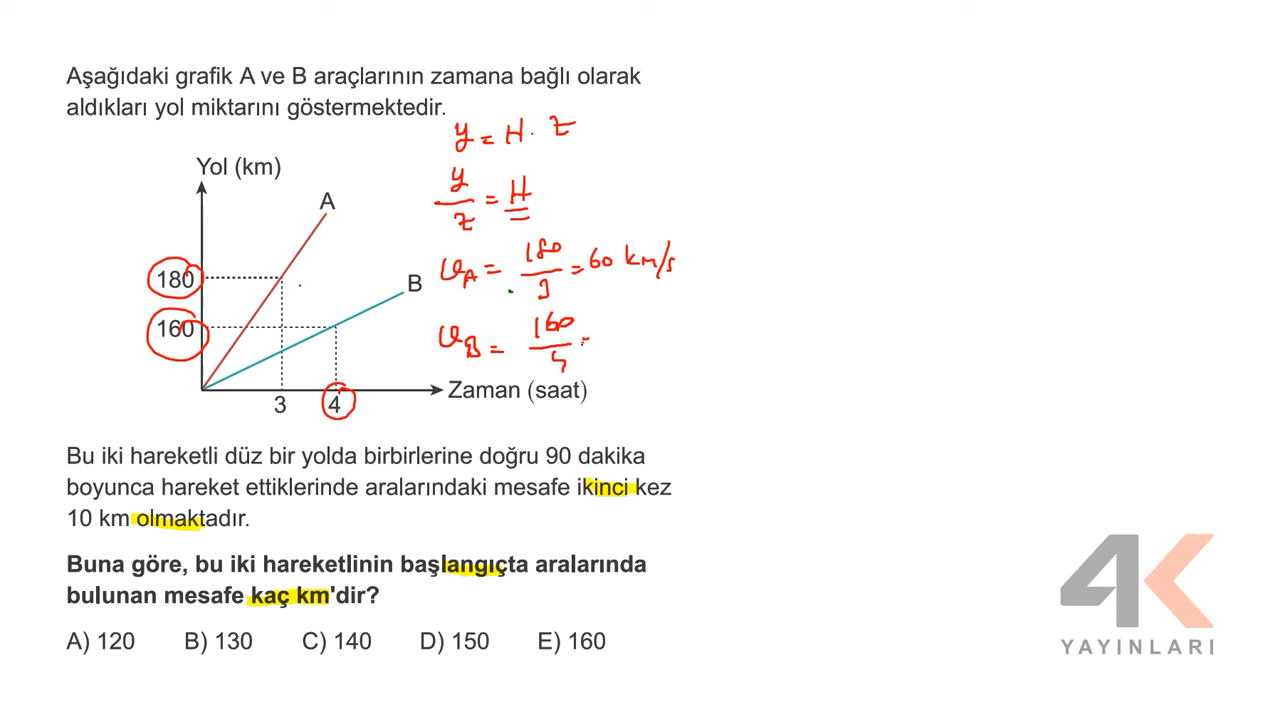 Aşağıdaki grafik A ve B araçlarının zamana bağlı olarak
aldıkları yol miktarını göstermektedir.
y = H . Z
Yol (km)
y/z = H
A
180
B
υA = 180/3 = 60 km/s
160
υB = 160/4 =
Zaman (saat)
3
4
Bu iki hareketli düz bir yolda birbirlerine doğru 90 dakika
boyunca hareket ettiklerinde aralarındaki mesafe ikinci kez
10 km olmaktadır.
Buna göre, bu iki hareketlinin başlangıçta aralarında
bulunan mesafe kaç km'dir?
A) 120 B) 130 C) 140 D) 150 E) 160
4K
YAYINLARI